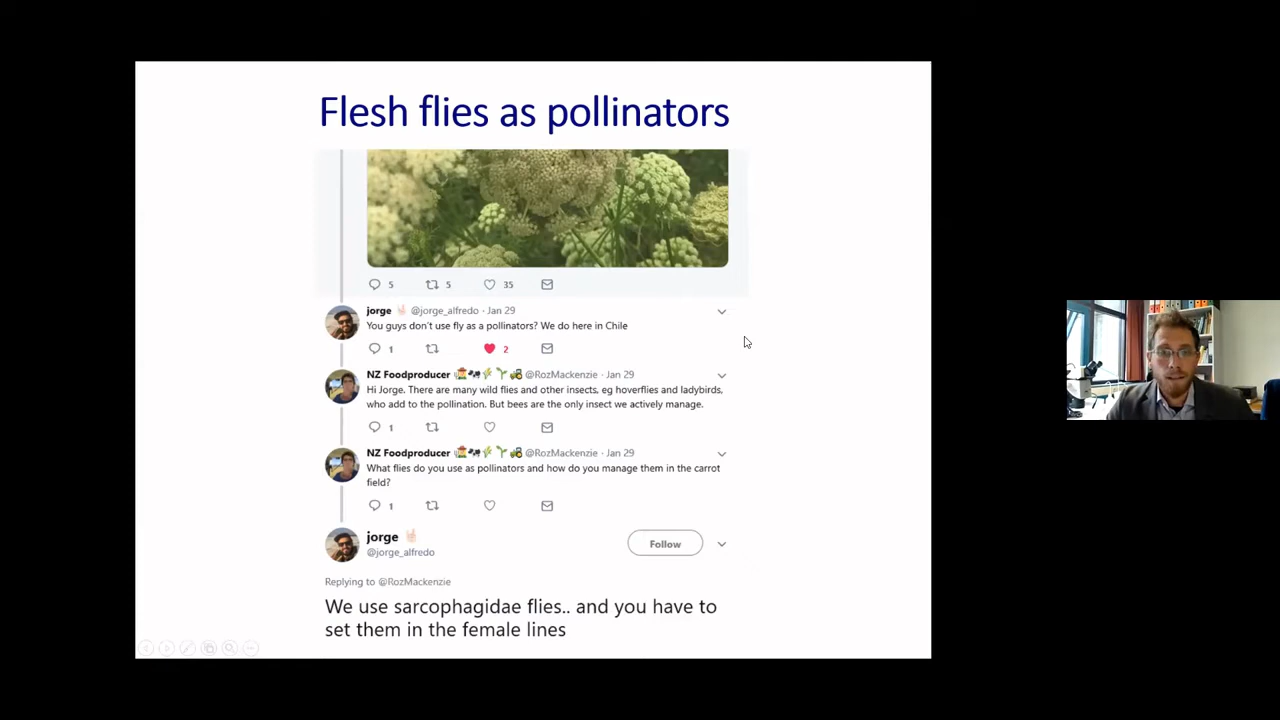 Flesh flies as pollinators
5 5 35
jorge @jorge_alfredo · Jan 29
You guys don't use fly as a pollinators? We do here in Chile
1 2
NZ Foodproducer @RozMackenzie · Jan 29
Hi Jorge. There are many wild flies and other insects, eg hoverflies and ladybirds,
who add to the pollination. But bees are the only insect we actively manage.
1
NZ Foodproducer @RozMackenzie · Jan 29
What flies do you use as pollinators and how do you manage them in the carrot
field?
1
jorge
@jorge_alfredo
Follow
Replying to @RozMackenzie
We use sarcophagidae flies.. and you have to
set them in the female lines